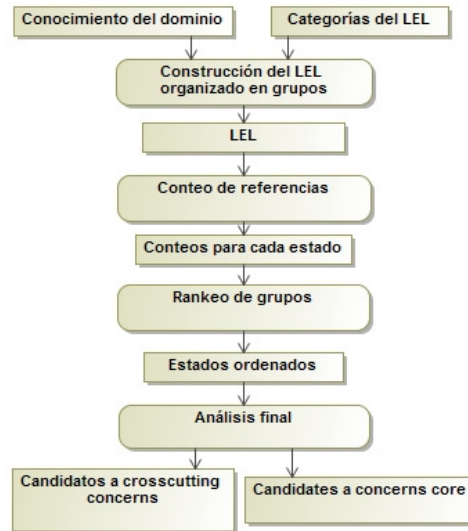 Conocimiento del dominio
Categorías del LEL
Construcción del LEL
organizado en grupos
LEL
Conteo de referencias
Conteos para cada estado
Rankeo de grupos
Estados ordenados
Análisis final
Candidatos a crosscutting
concerns
Candidates a concerns core